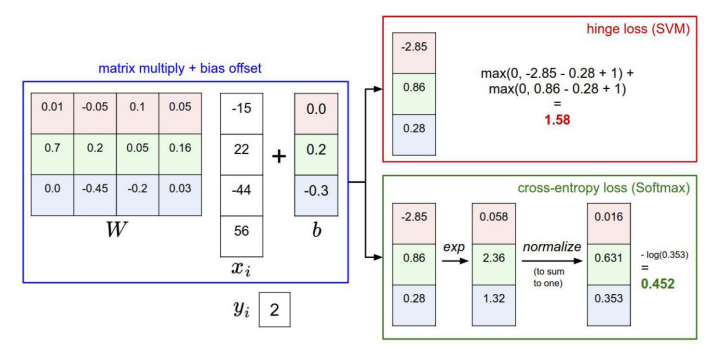 matrix multiply + bias offset
0.01 -0.05 0.1 0.05
0.7 0.2 0.05 0.16
0.0 -0.45 -0.2 0.03
W
-15
22
-44
56
x_i
+
0.0
0.2
-0.3
b
y_i 2
hinge loss (SVM)
-2.85
0.86
0.28
max(0, -2.85 - 0.28 + 1) +
max(0, 0.86 - 0.28 + 1)
=
1.58
cross-entropy loss (Softmax)
-2.85
0.86
0.28
exp
0.058
2.36
1.32
normalize
(to sum
to one)
0.016
0.631
0.353
- log(0.353)
=
0.452